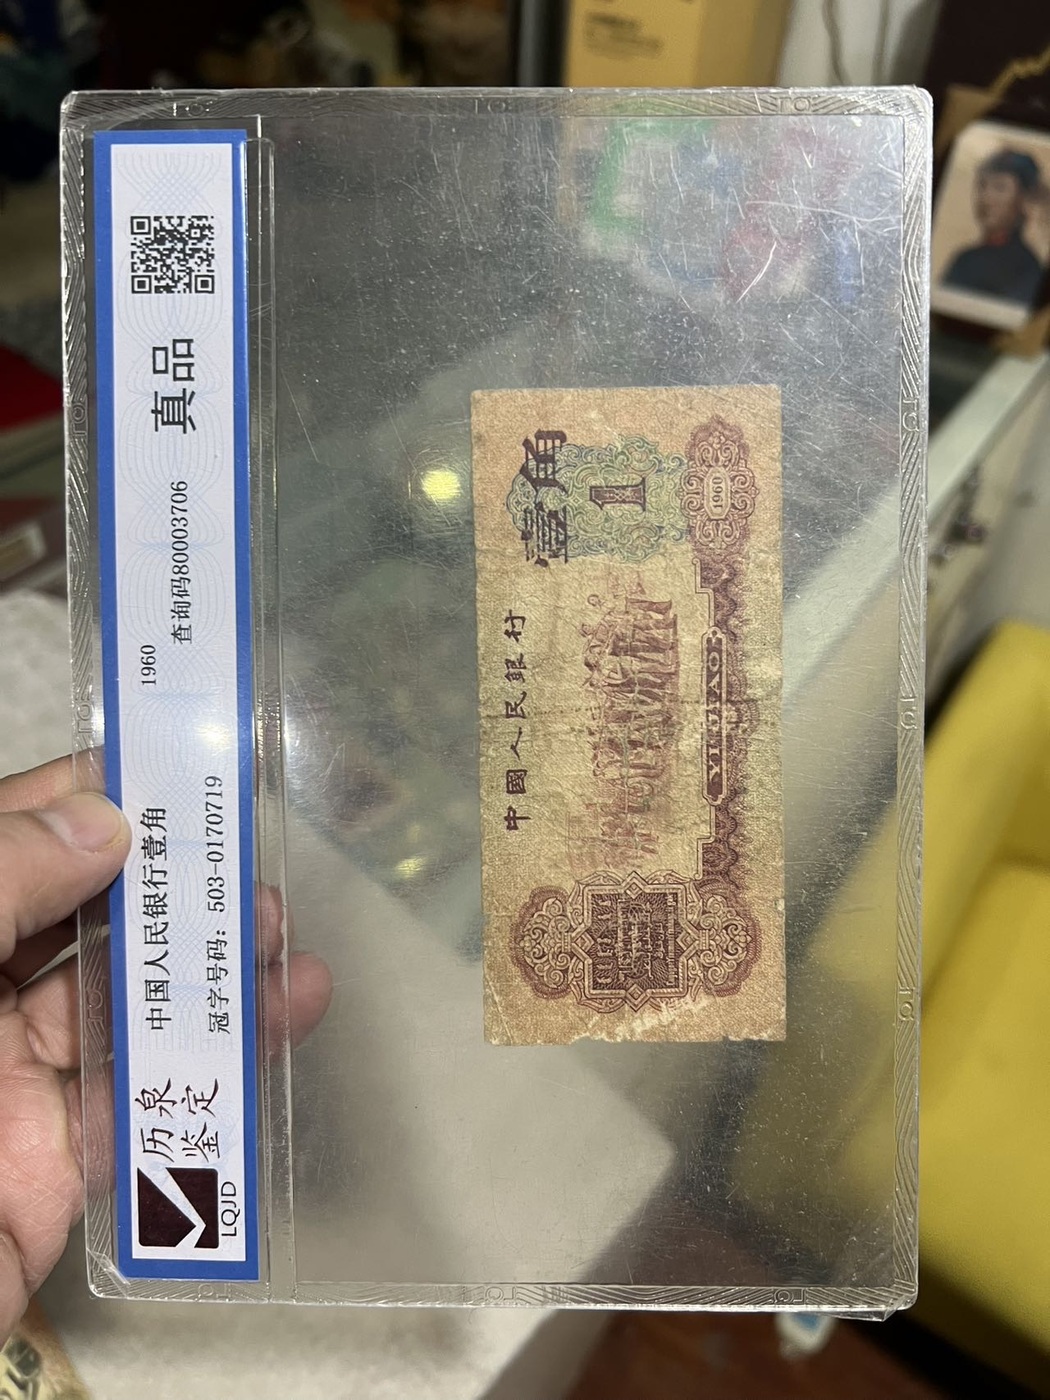 历泉
鉴定
LQJD
中国人民银行壹角
1960
冠字号码：503-0170719
查询码80003706
真品
中國人民銀行
壹角
1
YI JIAO
1960